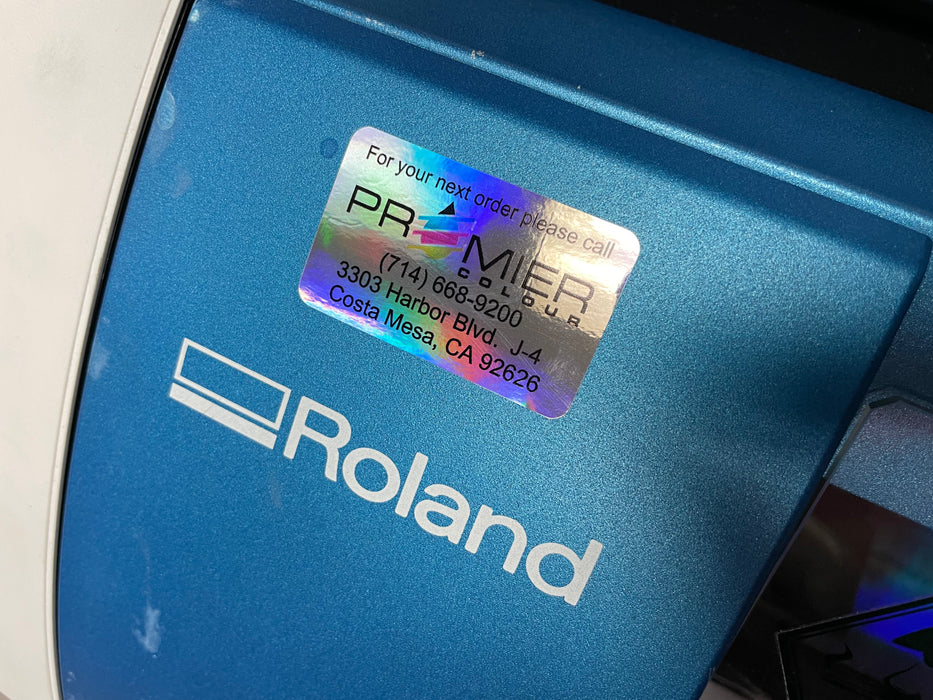 For your next order please call
PREMIER
COLOUR
(714) 668-9200
3303 Harbor Blvd. J-4
Costa Mesa, CA 92626
Roland